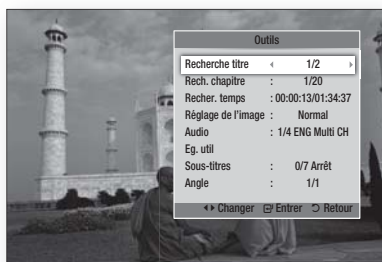 Outils
Recherche titre ◂ 1/2 ▸
Rech. chapitre : 1/20
Recher. temps : 00:00:13/01:34:37
Réglage de l'image : Normal
Audio : 1/4 ENG Multi CH
Eg. util
Sous-titres : 0/7 Arrêt
Angle : 1/1
◂▸ Changer Entrer Retour